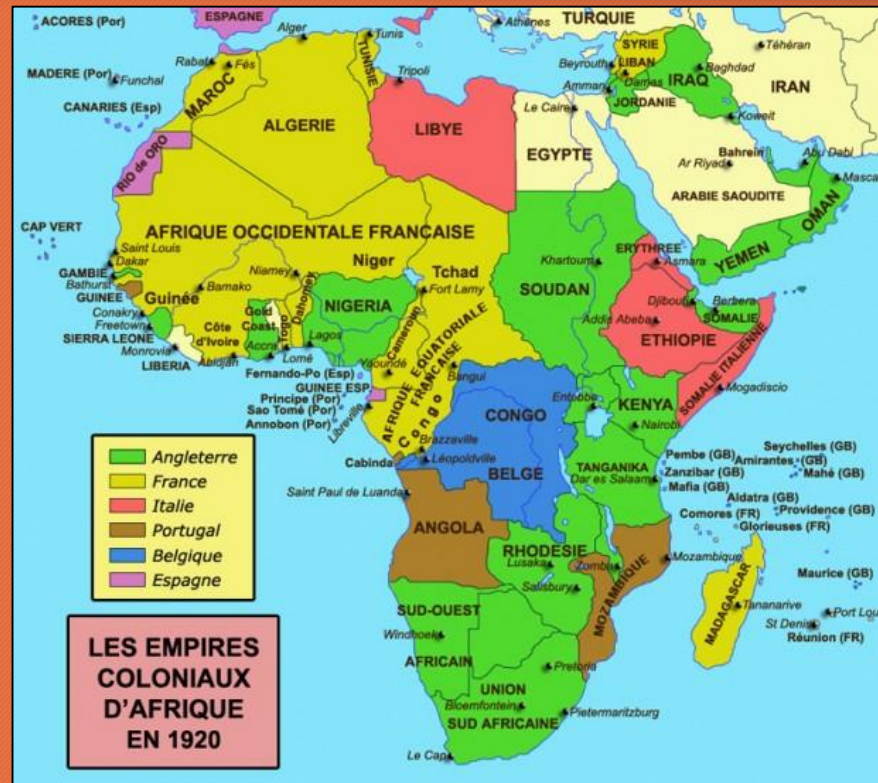 ACORES (Por)
ESPAGNE
TURQUIE
Athènes
Alger
Tunis
Téhéran
SYRIE
MADERE (Por)
Funchal
Rabat
Fés
TUNISIE
Tripoli
Beyrouth
LIBAN
Damas
IRAQ
Baghdad
IRAN
MAROC
Amman
CANARIES (Esp)
JORDANIE
Le Caire
Koweit
ALGERIE
LIBYE
EGYPTE
Bahrein
Abu Dabi
Ar Riyad
RIO de ORO
Masca
ARABIE SAOUDITE
OMAN
CAP VERT
AFRIQUE OCCIDENTALE FRANCAISE
YEMEN
Saint Louis
Dakar
Niger
Tchad
Khartoum
ERYTHREE
Asmara
GAMBIE
Bathurst
Niamey
Bamako
Fort Lamy
SOUDAN
GUINEE
Guinée
Dahomey
NIGERIA
Djibouti
Berbera
Conakry
Freetown
Gold
Coast
Togo
SOMALIE
Addis Abeba
ETHIOPIE
SIERRA LEONE
Côte
d'Ivoire
Accra
Lagos
Monrovia
LIBERIA
Abidjan
Lomé
Cameroun
AFRIQUE EQUATORIALE
FRANCAISE
SOMALIE ITALIENNE
Fernando-Po (Esp)
Yaoundé
Bangui
GUINEE ESP.
Principe (Por)
Sao Tomé (Por)
Annobon (Por)
Libreville
Congo
CONGO
BELGE
Entebbe
KENYA
Nairobi
Mogadiscio
Brazzaville
Léopoldville
Cabinda
TANGANIKA
Dar es Salaam
Pembe (GB)
Zanzibar (GB)
Mafia (GB)
Seychelles (GB)
Amirantes (GB)
Mahé (GB)
Saint Paul de Luanda
Aldatra (GB)
Providence (GB)
Comores (FR)
Glorieuses (FR)
ANGOLA
RHODESIE
Lusaka
Zomba
Mozambique
MOZAMBIQUE
Salisbury
Maurice (GB)
MADAGASCAR
Tananarive
Port Lou
St Denis
Réunion (FR)
SUD-OUEST
AFRICAIN
Windhoek
Pretoria
UNION
SUD AFRICAINE
Bloemfontein
Pietermaritzburg
Le Cap
Angleterre
France
Italie
Portugal
Belgique
Espagne
LES EMPIRES
COLONIAUX
D'AFRIQUE
EN 1920